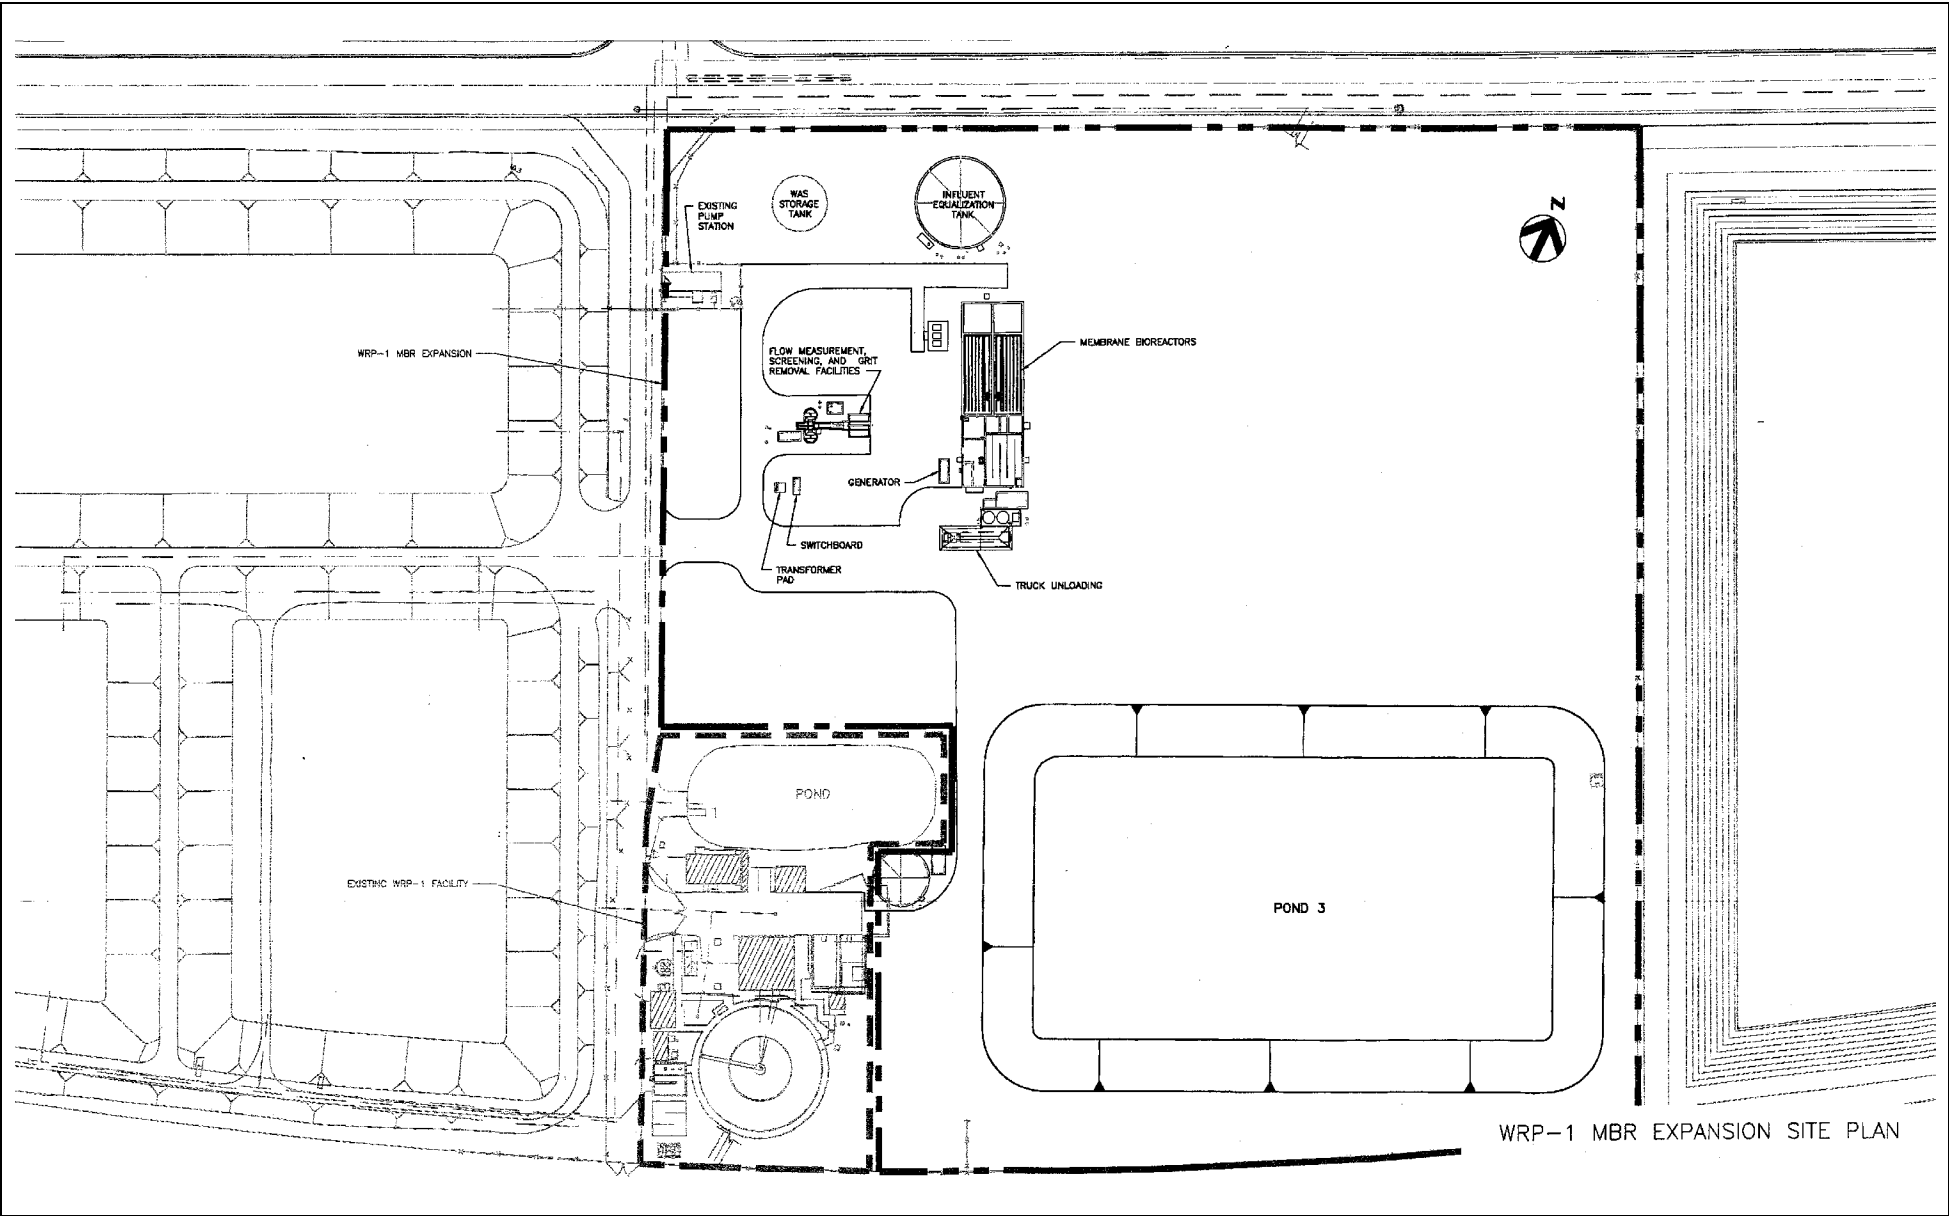 WAS
STORAGE
TANK
INFLUENT
EQUALIZATION
TANK
EXISTING
PUMP
STATION
N
WRP-1 MBR EXPANSION
FLOW MEASUREMENT,
SCREENING, AND GRIT
REMOVAL FACILITIES
MEMBRANE BIOREACTORS
GENERATOR
SWITCHBOARD
TRANSFORMER
PAD
TRUCK UNLOADING
POND
EXISTING WRP-1 FACILITY
POND 3
WRP-1 MBR EXPANSION SITE PLAN